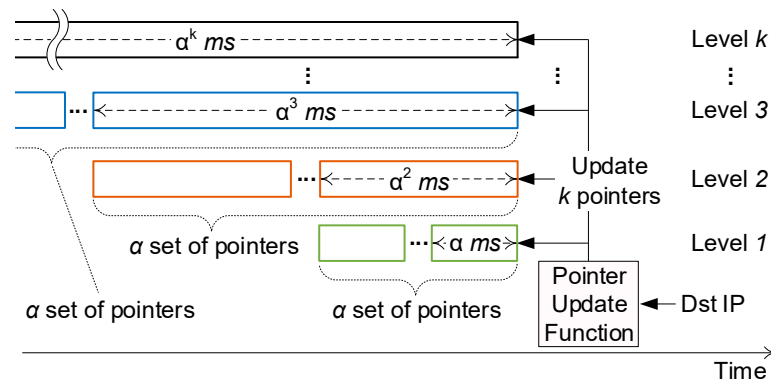 α^k ms
Level k
⋮ ⋮ ⋮
... α^3 ms
Level 3
... α^2 ms
Update
k pointers
Level 2
α set of pointers
... α ms
Level 1
α set of pointers
α set of pointers
Pointer
Update
Function
Dst IP
Time